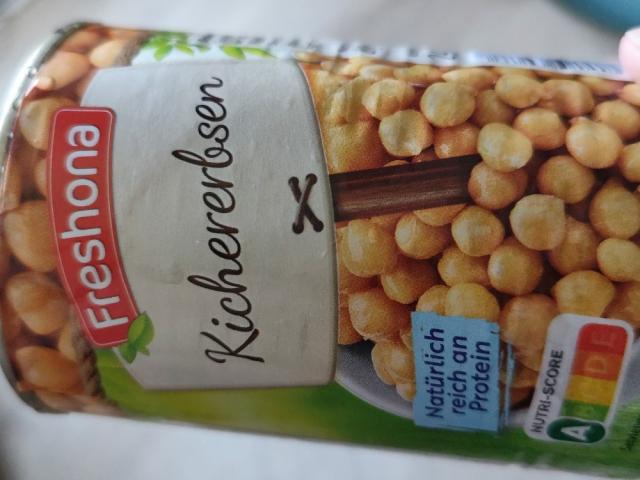 Freshona
Kichererbsen
Natürlich
reich an
Protein
NUTRI-SCORE
A
D
E